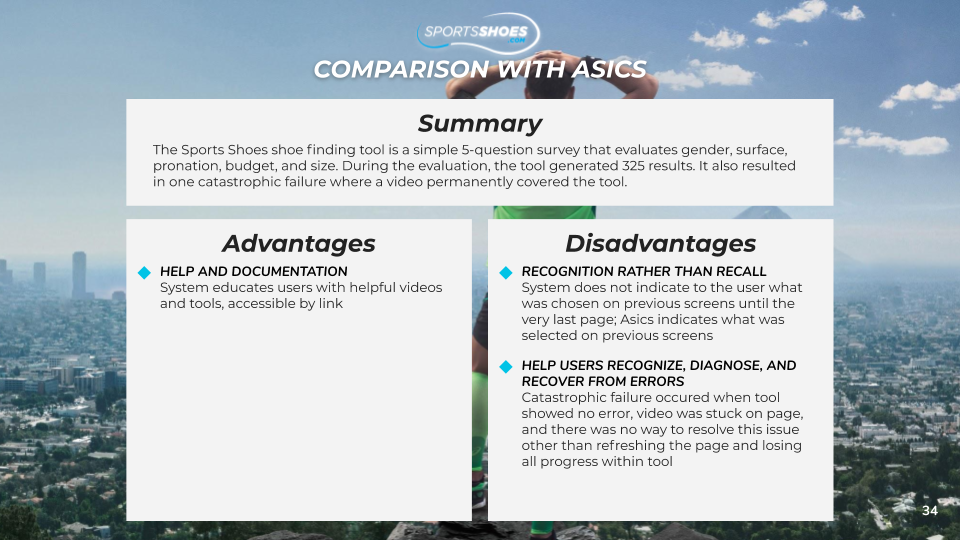 SPORTSSHOES
.COM
COMPARISON WITH ASICS
Summary
The Sports Shoes shoe finding tool is a simple 5-question survey that evaluates gender, surface,
pronation, budget, and size. During the evaluation, the tool generated 325 results. It also resulted
in one catastrophic failure where a video permanently covered the tool.
Advantages
HELP AND DOCUMENTATION
System educates users with helpful videos
and tools, accessible by link
Disadvantages
RECOGNITION RATHER THAN RECALL
System does not indicate to the user what
was chosen on previous screens until the
very last page; Asics indicates what was
selected on previous screens
HELP USERS RECOGNIZE, DIAGNOSE, AND
RECOVER FROM ERRORS
Catastrophic failure occured when tool
showed no error, video was stuck on page,
and there was no way to resolve this issue
other than refreshing the page and losing
all progress within tool
34